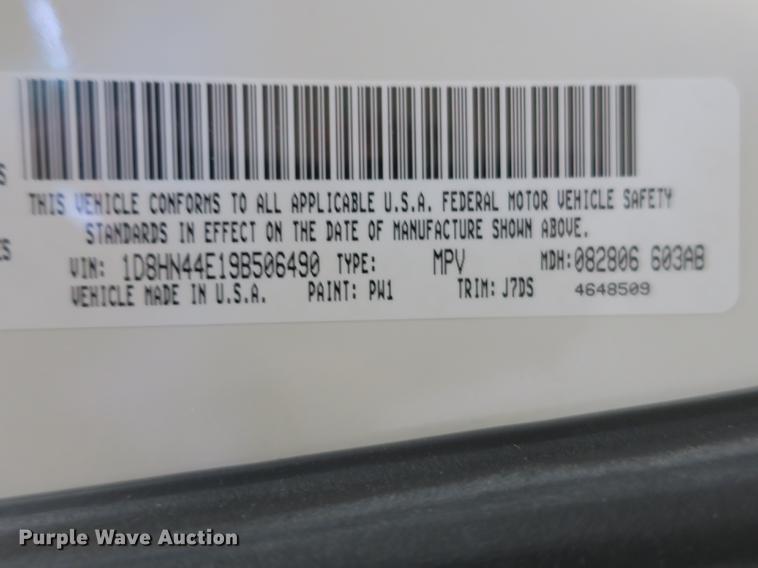 THIS VEHICLE CONFORMS TO ALL APPLICABLE U.S.A. FEDERAL MOTOR VEHICLE SAFETY
STANDARDS IN EFFECT ON THE DATE OF MANUFACTURE SHOWN ABOVE.
VIN: 1D8HN44E19B506490 TYPE: MPV MDH:082806 603AB
VEHICLE MADE IN U.S.A. PAINT: PW1 TRIM: J7DS 4648509
Purple Wave Auction